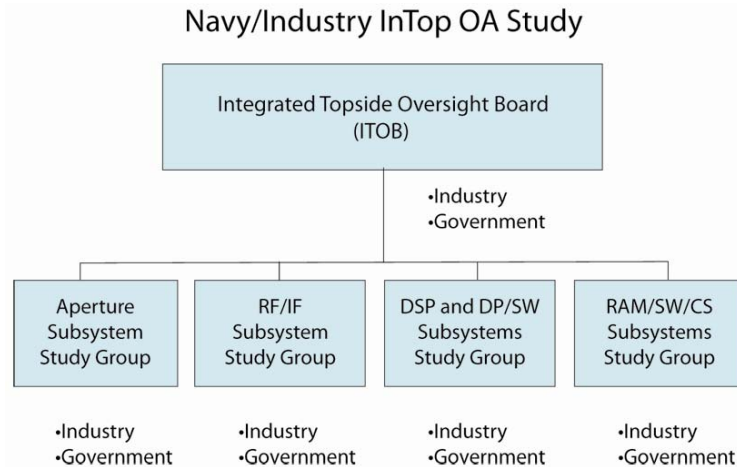 Navy/Industry InTop OA Study
Integrated Topside Oversight Board
(ITOB)
•Industry
•Government
Aperture
Subsystem
Study Group
RF/IF
Subsystem
Study Group
DSP and DP/SW
Subsystems
Study Group
RAM/SW/CS
Subsystems
Study Group
•Industry
•Government
•Industry
•Government
•Industry
•Government
•Industry
•Government